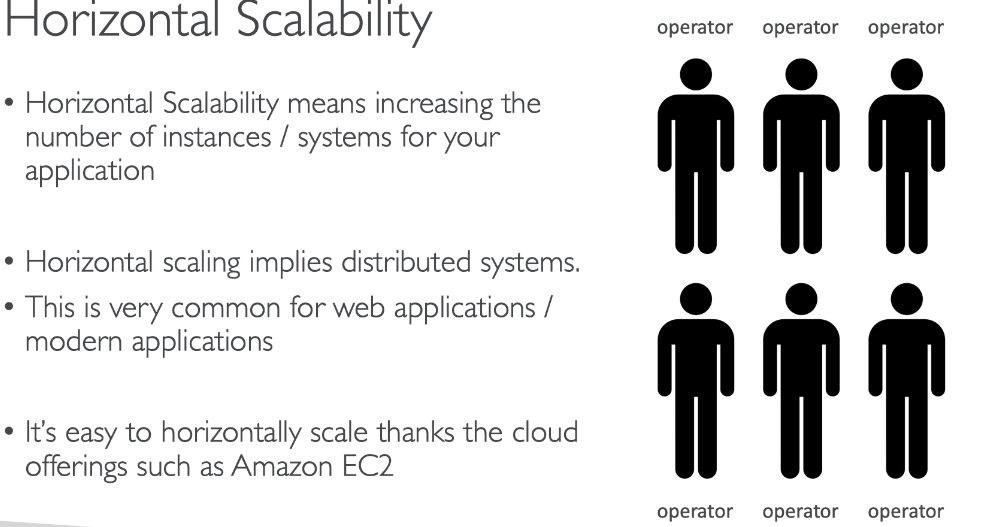 Horizontal Scalability
• Horizontal Scalability means increasing the
number of instances / systems for your
application
• Horizontal scaling implies distributed systems.
• This is very common for web applications /
modern applications
• It's easy to horizontally scale thanks the cloud
offerings such as Amazon EC2
operator operator operator
operator operator operator